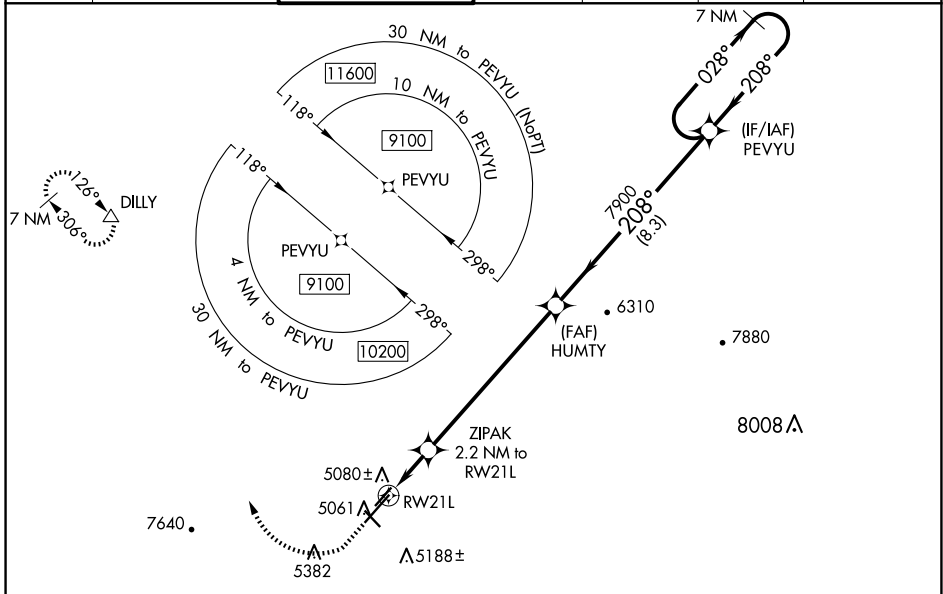 7 NM
028°
208°
(IF/IAF)
PEVYU
30 NM to PEVYU (NoPT)
11600
10 NM to PEVYU
118°
9100
PEVYU
298°
118°
PEVYU
9100
298°
4 NM to PEVYU
10200
30 NM to PEVYU
126°
DILLY
7 NM
306°
7900
208°
(8.3)
6310
(FAF)
HUMTY
7880
8008
ZIPAK
2.2 NM to
RW21L
5080±
RW21L
5061
7640
5382
5188±